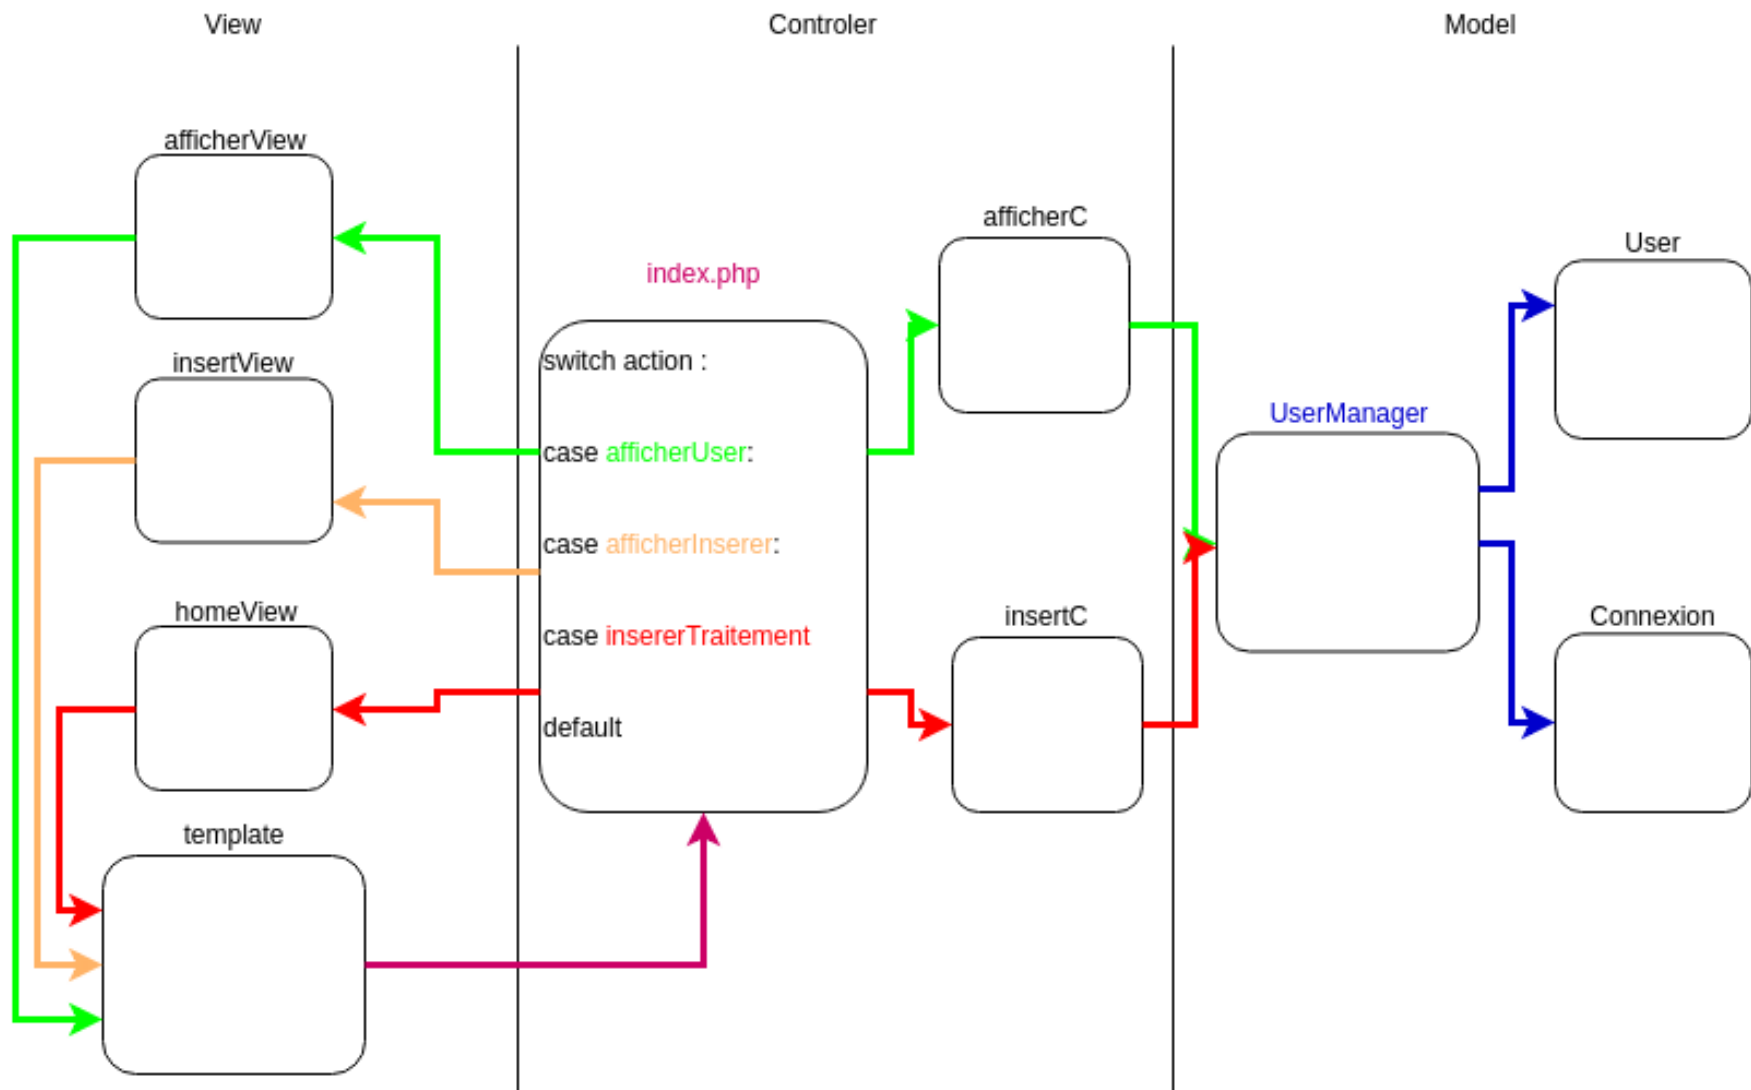 View
Controler
Model
afficherView
insertView
homeView
template
index.php
switch action :
case afficherUser:
case afficherInserer:
case insererTraitement
default
afficherC
insertC
UserManager
User
Connexion